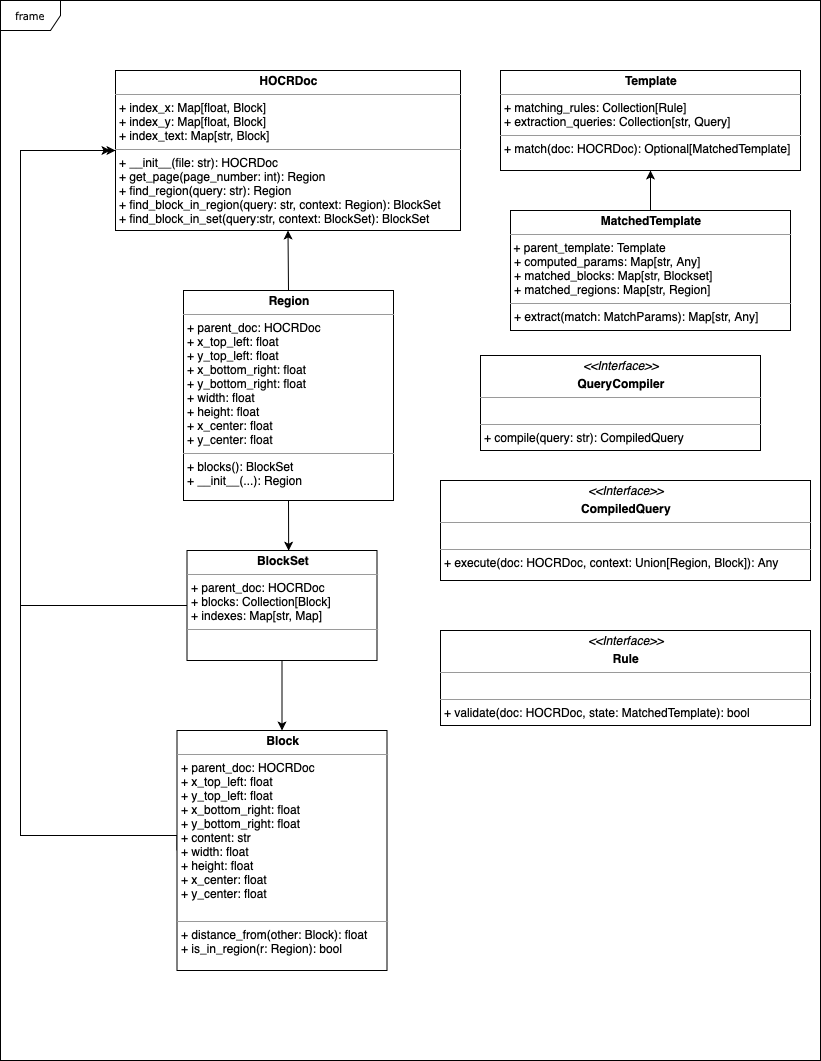 frame
HOCRDoc
+ index_x: Map[float, Block]
+ index_y: Map[float, Block]
+ index_text: Map[str, Block]
+ __init__(file: str): HOCRDoc
+ get_page(page_number: int): Region
+ find_region(query: str): Region
+ find_block_in_region(query: str, context: Region): BlockSet
+ find_block_in_set(query:str, context: BlockSet): BlockSet
Template
+ matching_rules: Collection[Rule]
+ extraction_queries: Collection[str, Query]
+ match(doc: HOCRDoc): Optional[MatchedTemplate]
MatchedTemplate
+ parent_template: Template
+ computed_params: Map[str, Any]
+ matched_blocks: Map[str, Blockset]
+ matched_regions: Map[str, Region]
+ extract(match: MatchParams): Map[str, Any]
Region
+ parent_doc: HOCRDoc
+ x_top_left: float
+ y_top_left: float
+ x_bottom_right: float
+ y_bottom_right: float
+ width: float
+ height: float
+ x_center: float
+ y_center: float
+ blocks(): BlockSet
+ __init__(...): Region
<<Interface>>
QueryCompiler
+ compile(query: str): CompiledQuery
<<Interface>>
CompiledQuery
+ execute(doc: HOCRDoc, context: Union[Region, Block]): Any
BlockSet
+ parent_doc: HOCRDoc
+ blocks: Collection[Block]
+ indexes: Map[str, Map]
<<Interface>>
Rule
+ validate(doc: HOCRDoc, state: MatchedTemplate): bool
Block
+ parent_doc: HOCRDoc
+ x_top_left: float
+ y_top_left: float
+ x_bottom_right: float
+ y_bottom_right: float
+ content: str
+ width: float
+ height: float
+ x_center: float
+ y_center: float
+ distance_from(other: Block): float
+ is_in_region(r: Region): bool